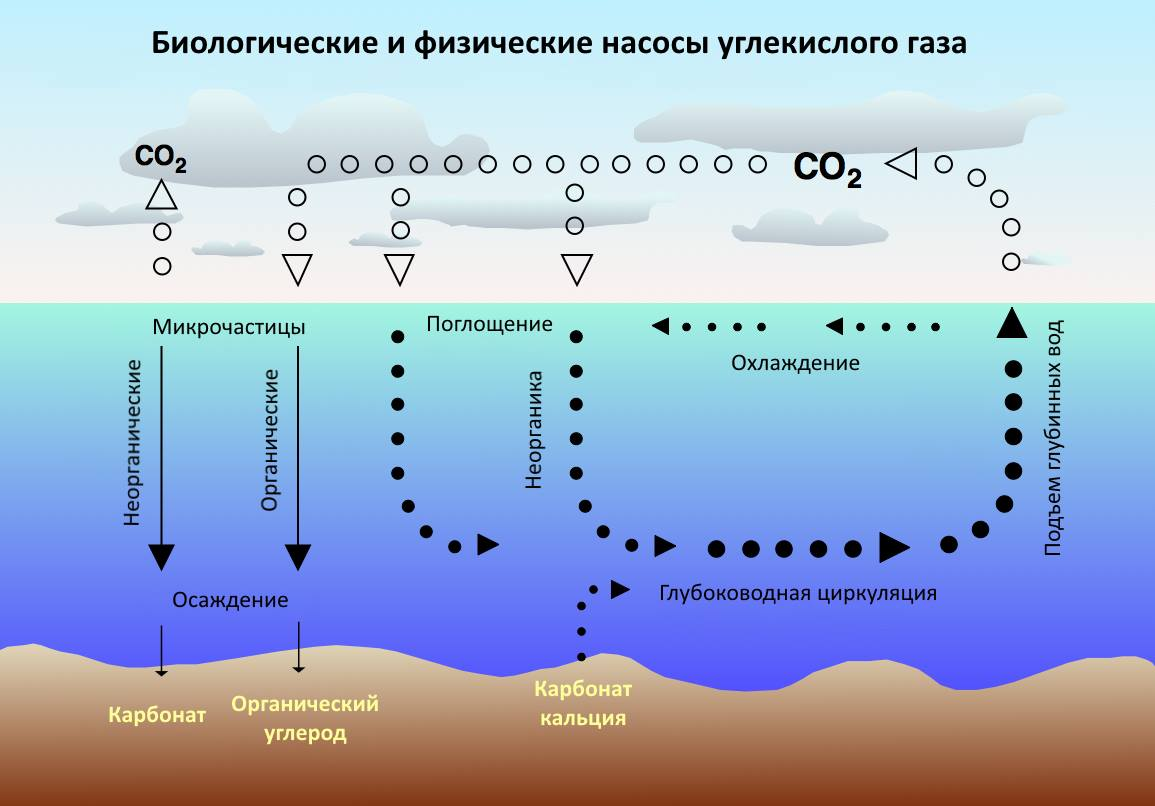 Биологические и физические насосы углекислого газа
CO₂
CO₂
Микрочастицы
Поглощение
Охлаждение
Неорганические
Органические
Неорганика
Подъем глубинных вод
Осаждение
Глубоководная циркуляция
Карбонат
Органический
углерод
Карбонат
кальция